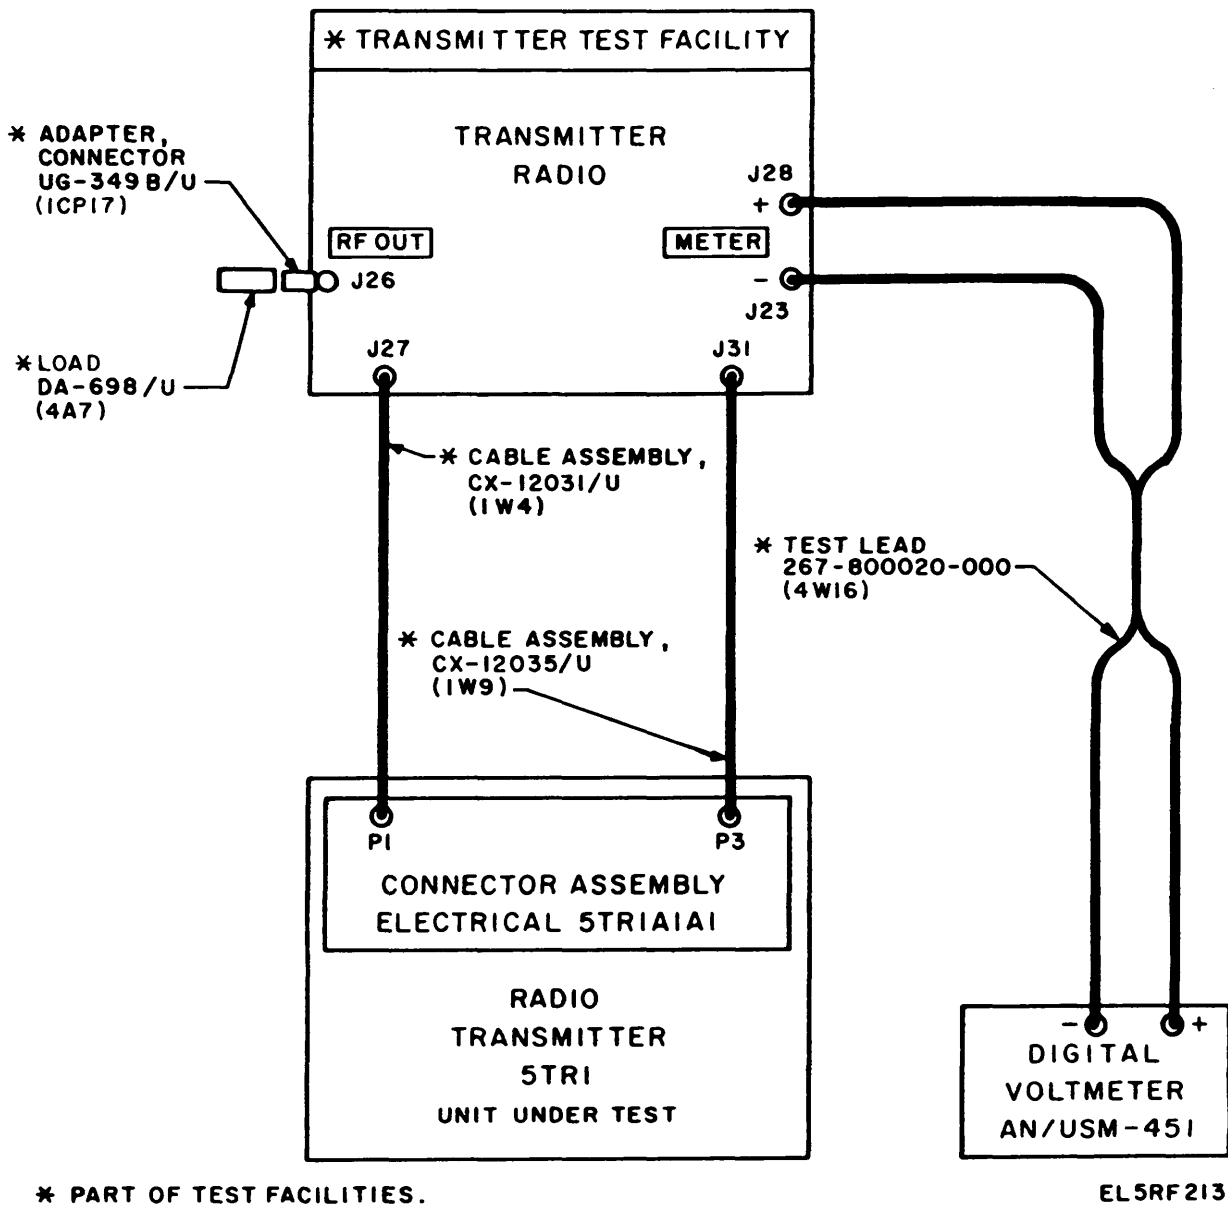 * TRANSMITTER TEST FACILITY
* ADAPTER,
CONNECTOR
UG-349B/U
(1CP17)
TRANSMITTER
RADIO
J28
+
RF OUT
METER
J26
-
J23
* LOAD
DA-698/U
(4A7)
J27
J31
* CABLE ASSEMBLY,
CX-12031/U
(1W4)
* TEST LEAD
267-800020-000
(4W16)
* CABLE ASSEMBLY,
CX-12035/U
(1W9)
P1
P3
CONNECTOR ASSEMBLY
ELECTRICAL 5TR1A1A1
RADIO
TRANSMITTER
5TR1
UNIT UNDER TEST
- +
DIGITAL
VOLTMETER
AN/USM-451
* PART OF TEST FACILITIES.
EL5RF213